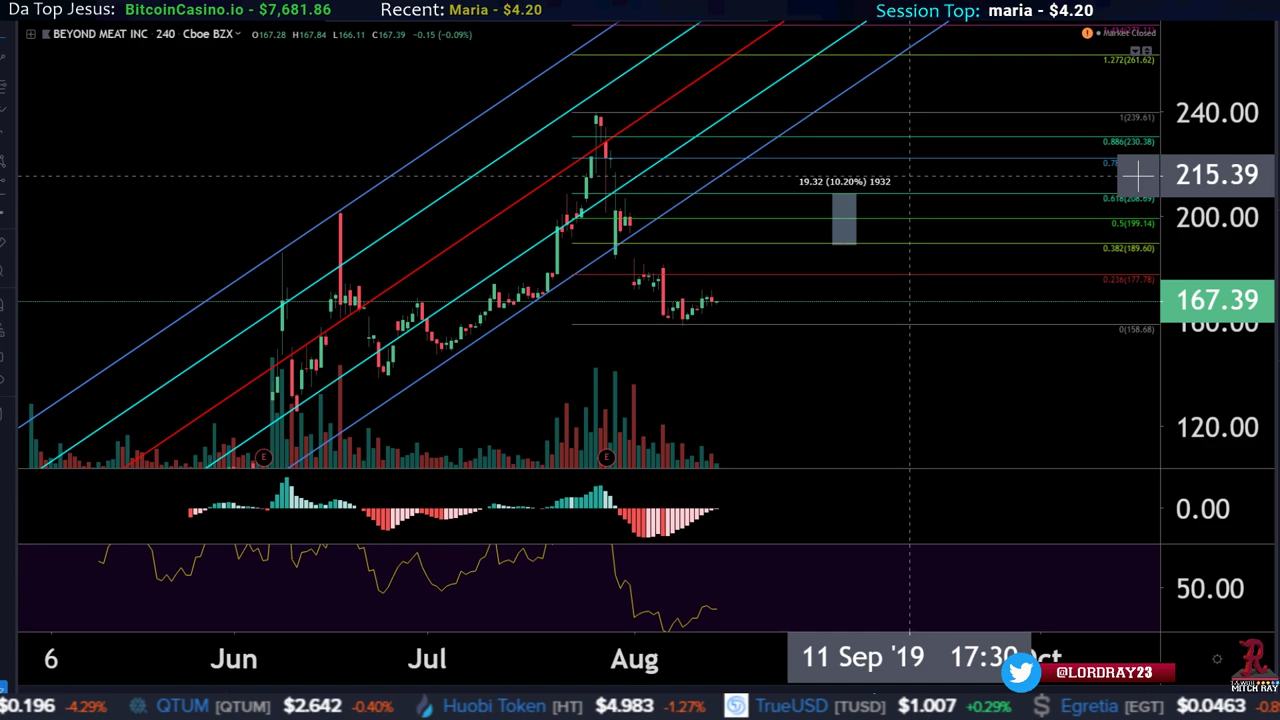 Da Top Jesus: BitcoinCasino.io - $7,681.86
Recent: Maria - $4.20
Session Top: maria - $4.20
BEYOND MEAT INC 240 Cboe BZX O167.28 H167.84 L166.11 C167.39 −0.15 (−0.09%)
Market Closed
1.272(261.62)
1(239.61)
240.00
0.886(230.38)
215.39
19.32 (10.20%) 1932
0.618(208.69)
200.00
0.5(199.14)
0.382(189.60)
0.236(177.78)
167.39
160.00
0(158.68)
120.00
E
E
0.00
50.00
6 Jun Jul Aug 11 Sep '19 17:30 Oct
@LORDRAY23
MITCH RAY
$0.196 -4.29% QTUM [QTUM] $2.642 -0.40% Huobi Token [HT] $4.983 -1.27% TrueUSD [TUSD] $1.007 +0.29% Egretia [EGT] $0.0463